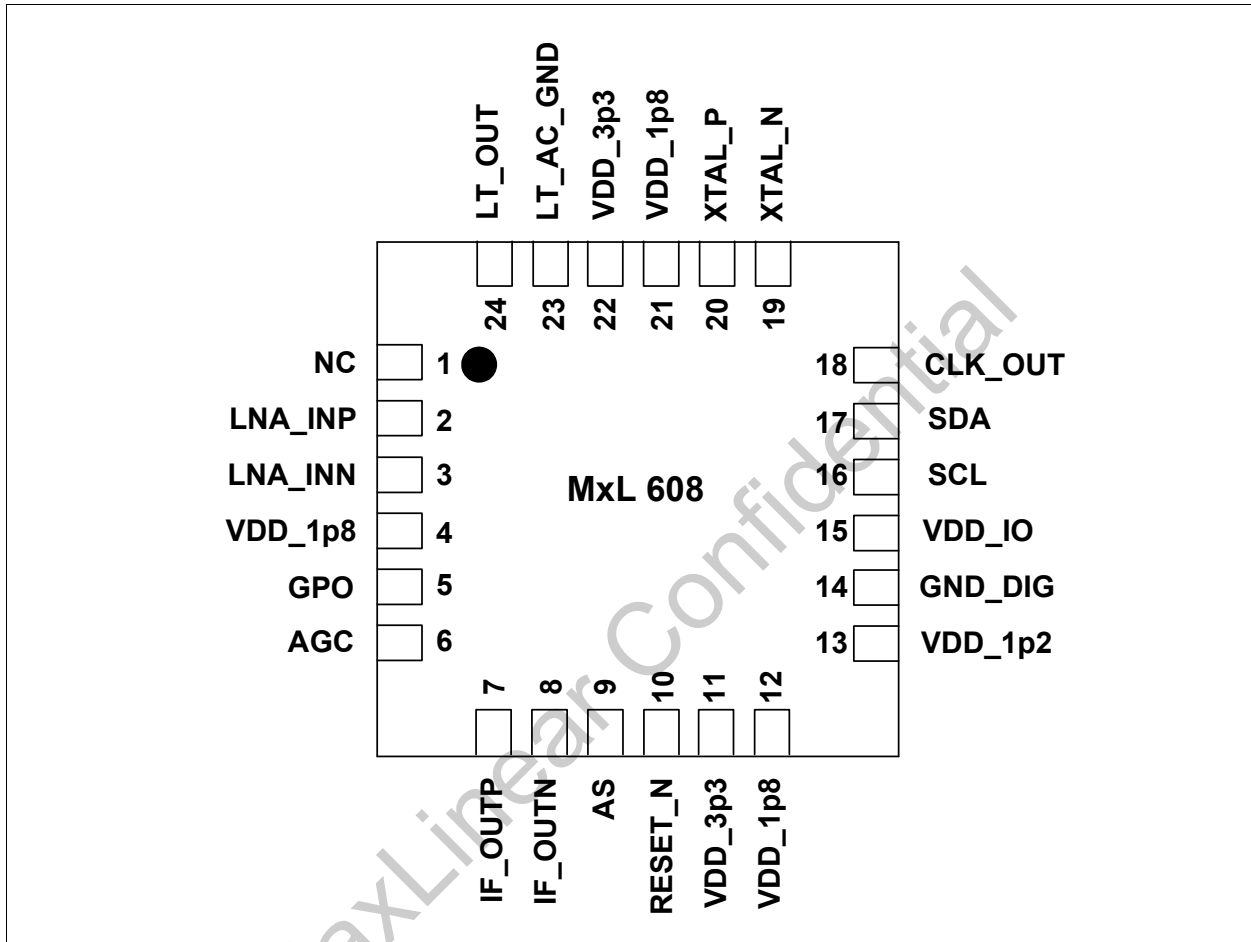 LT_OUT
LT_AC_GND
VDD_3p3
VDD_1p8
XTAL_P
XTAL_N
24
23
22
21
20
19
NC 1
LNA_INP 2
LNA_INN 3
VDD_1p8 4
GPO 5
AGC 6
MxL 608
18 CLK_OUT
17 SDA
16 SCL
15 VDD_IO
14 GND_DIG
13 VDD_1p2
7
8
9
10
11
12
IF_OUTP
IF_OUTN
AS
RESET_N
VDD_3p3
VDD_1p8
axLinear Confidential